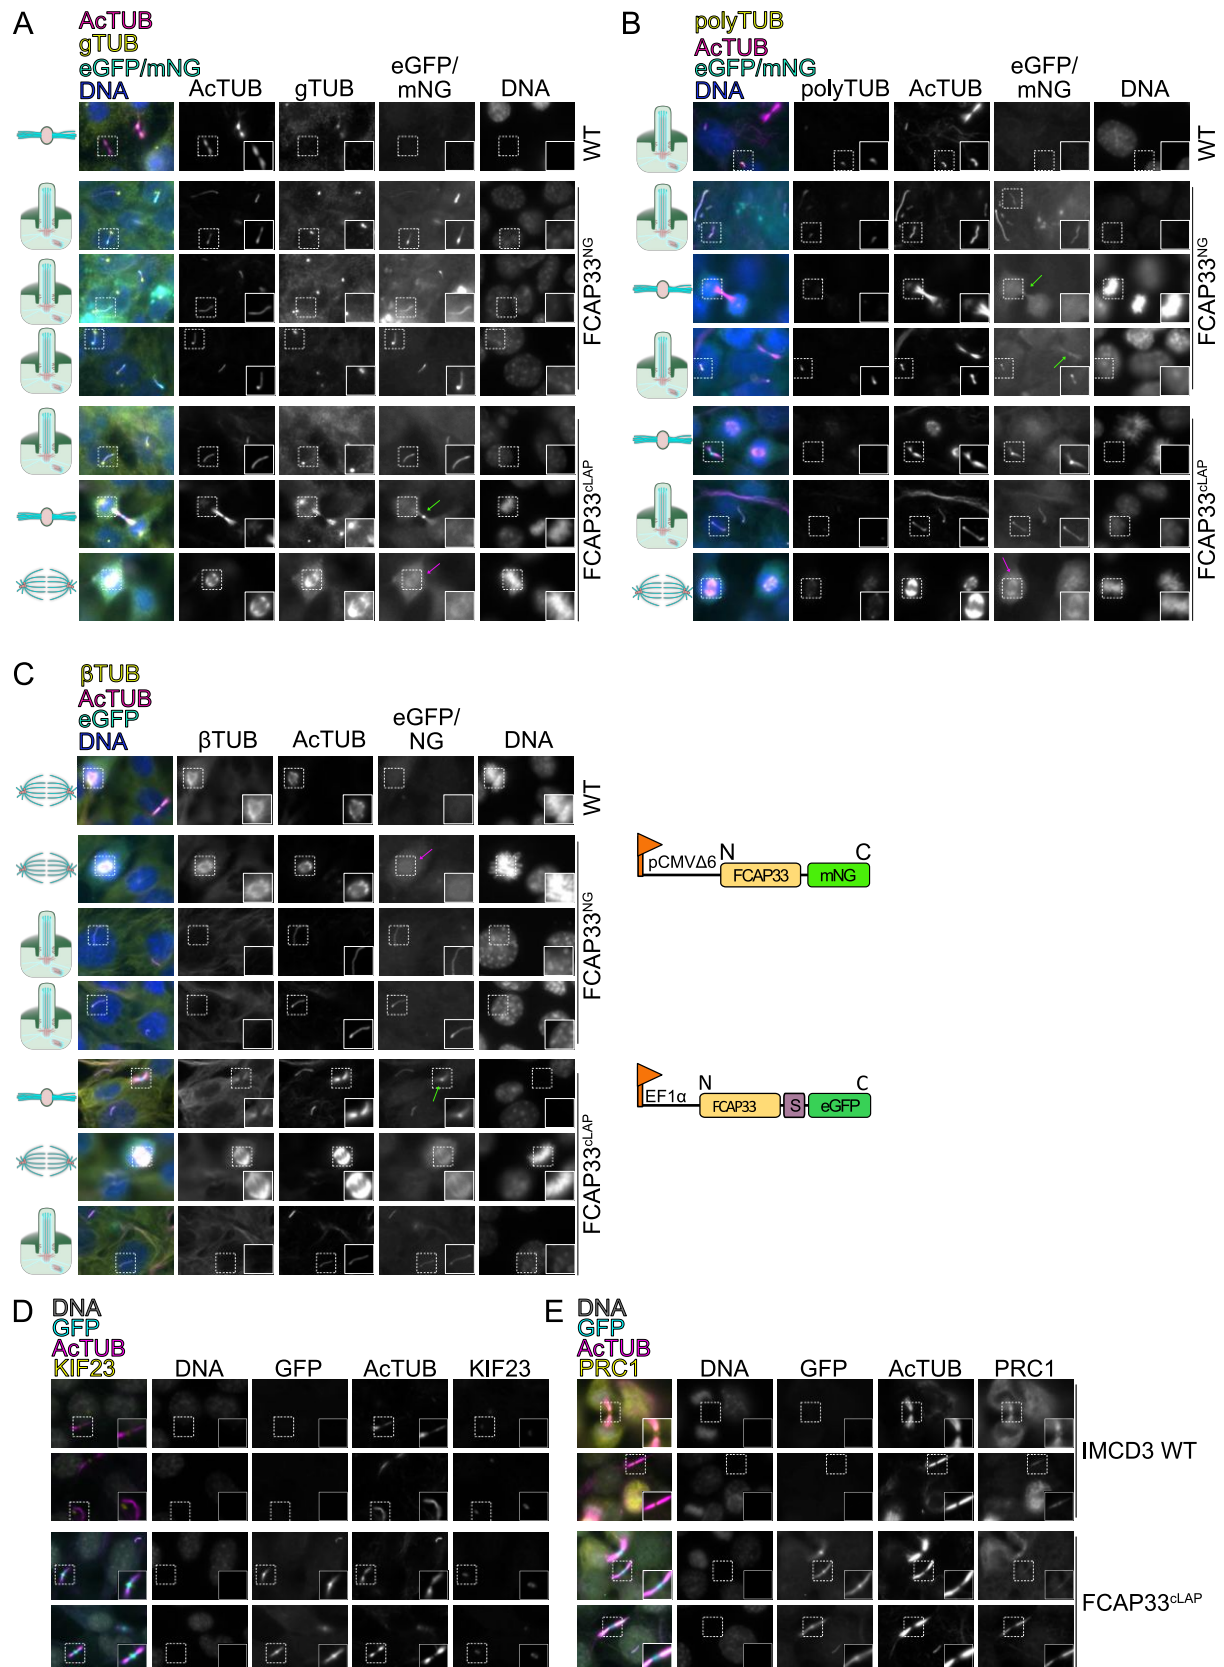 A
AcTUB
gTUB
eGFP/mNG
DNA
AcTUB
gTUB
eGFP/
mNG
DNA
WT
FCAP33NG
FCAP33cLAP
B
polyTUB
AcTUB
eGFP/mNG
DNA
polyTUB
AcTUB
eGFP/
mNG
DNA
WT
FCAP33NG
FCAP33cLAP
C
βTUB
AcTUB
eGFP
DNA
βTUB
AcTUB
eGFP/
NG
DNA
WT
FCAP33NG
FCAP33cLAP
pCMVΔ6
N
C
FCAP33
mNG
EF1α
N
C
FCAP33
S
eGFP
D
DNA
GFP
AcTUB
KIF23
DNA
GFP
AcTUB
KIF23
E
DNA
GFP
AcTUB
PRC1
DNA
GFP
AcTUB
PRC1
IMCD3 WT
FCAP33cLAP